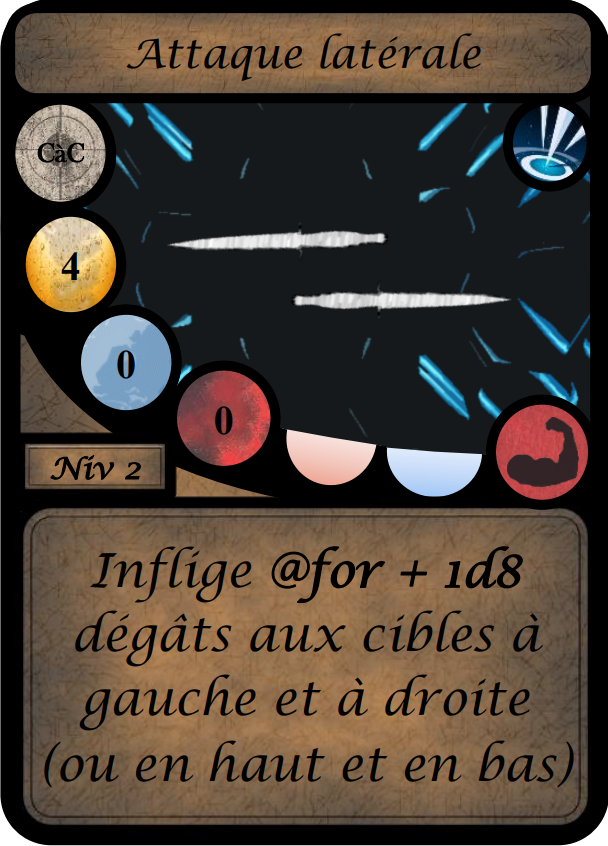 Attaque latérale
CàC
4
0
0
Niv 2
Inflige @for + 1d8
dégâts aux cibles à
gauche et à droite
(ou en haut et en bas)